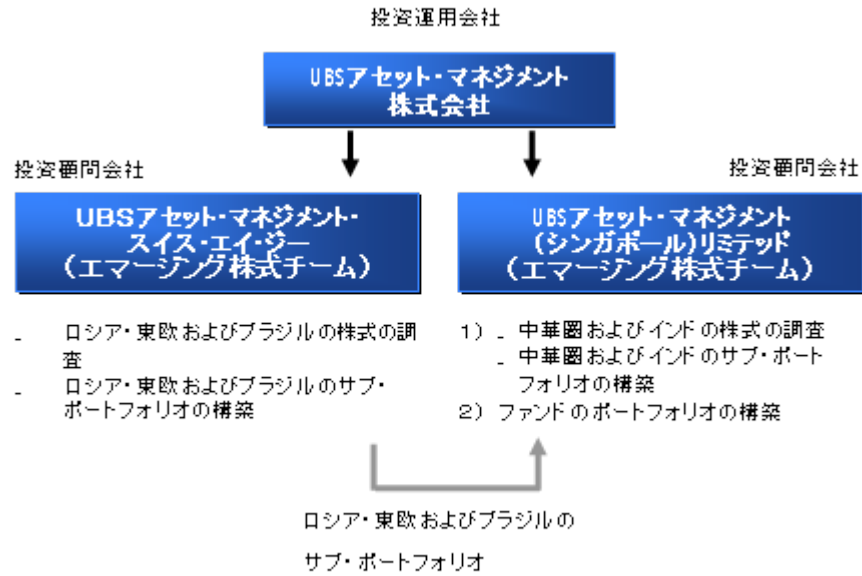 投資運用会社
UBSアセット・マネジメント
株式会社
投資顧問会社
投資顧問会社
UBSアセット・マネジメント・
スイス・エイ・ジー
(エマージング株式チーム)
UBSアセット・マネジメント
(シンガポール)リミテッド
(エマージング株式チーム)
- ロシア・東欧およびブラジルの株式の調
査
- ロシア・東欧およびブラジルのサブ・
ポートフォリオの構築
1) - 中華圏およびインドの株式の調査
- 中華圏およびインドのサブ・ポート
フォリオの構築
2) ファンドのポートフォリオの構築
ロシア・東欧およびブラジルの
サブ・ポートフォリオ